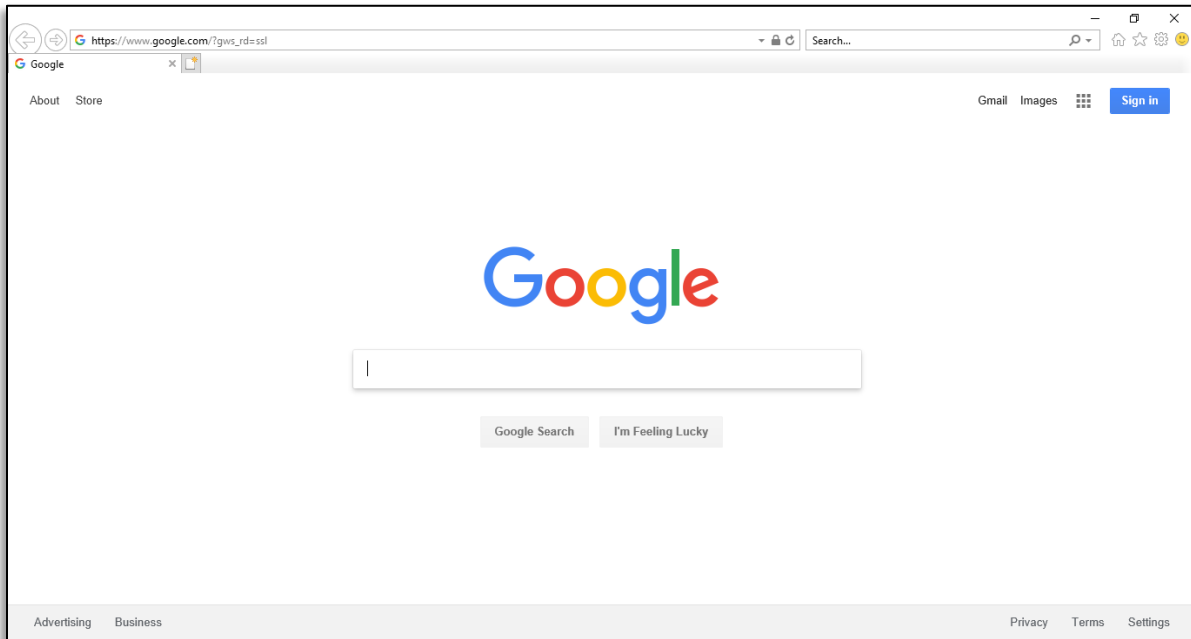 https://www.google.com/?gws_rd=ssl Search...
Google
About Store Gmail Images Sign in
Google
Google Search I'm Feeling Lucky
Advertising Business Privacy Terms Settings